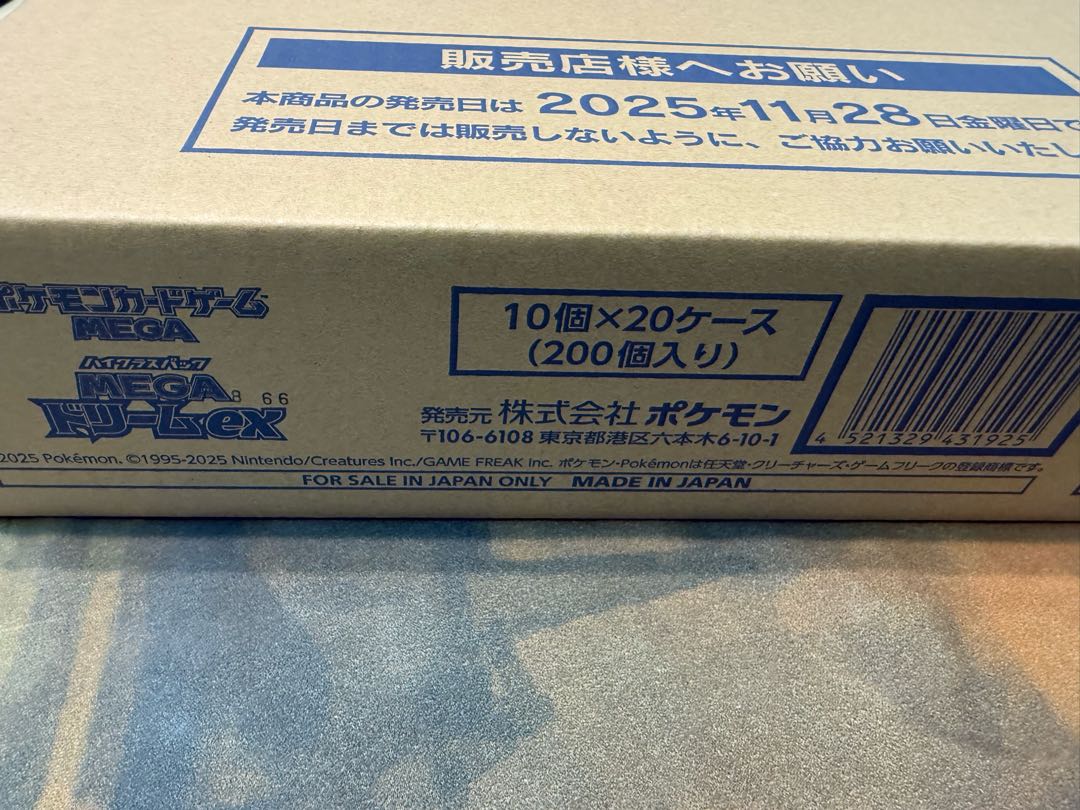 販売店様へお願い
本商品の発売日は 2025年11月28日金曜日で
発売日までは販売しないように、ご協力お願いいたし
ポケモンカードゲーム
MEGA
ハイクラスパック
MEGA
ドリームex
8 66
10個×20ケース
(200個入り)
発売元 株式会社 ポケモン
〒106-6108 東京都港区六本木6-10-1
4 521329 431925
2025 Pokémon. ©1995-2025 Nintendo/Creatures Inc./GAME FREAK inc. ポケモン・Pokémonは任天堂・クリーチャーズ・ゲームフリークの登録商標です。
FOR SALE IN JAPAN ONLY MADE IN JAPAN